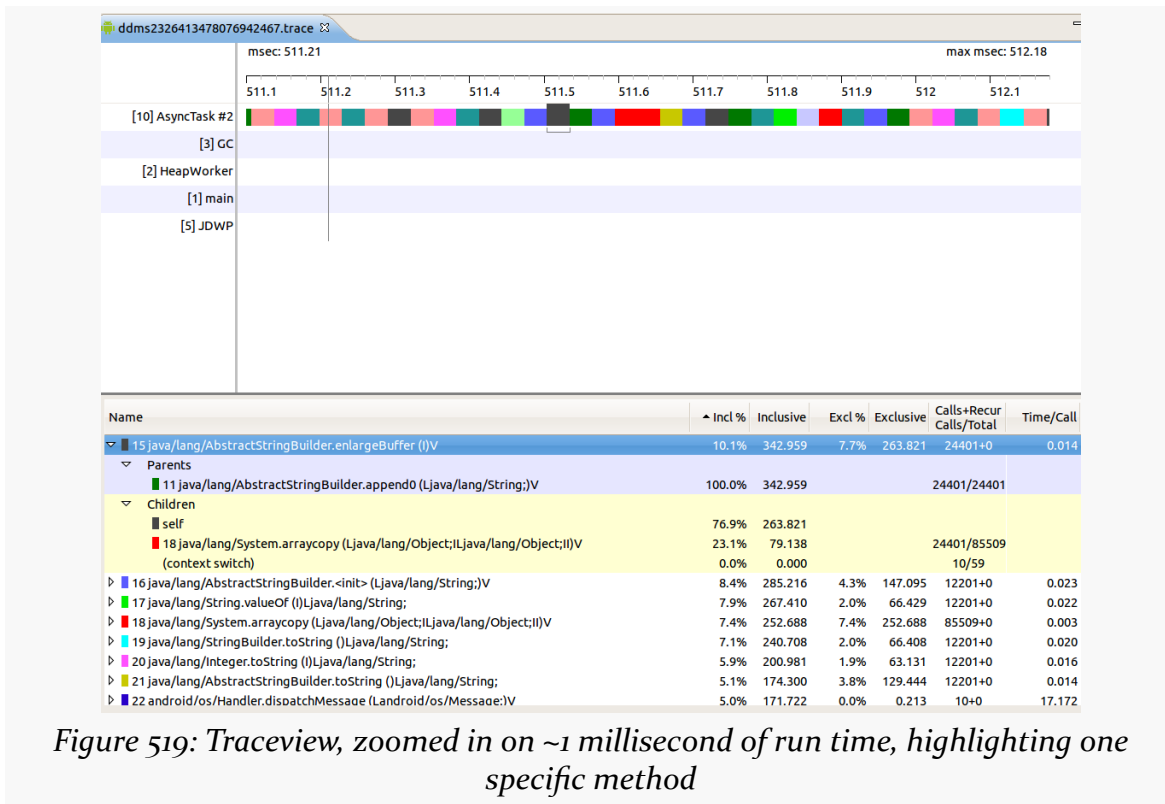 ddms2326413478076942467.trace
msec: 511.21 max msec: 512.18
511.1 511.2 511.3 511.4 511.5 511.6 511.7 511.8 511.9 512 512.1
[10] AsyncTask #2
[3] GC
[2] HeapWorker
[1] main
[5] JDWP
Name Incl % Inclusive Excl % Exclusive Calls+Recur Calls/Total Time/Call
15 java/lang/AbstractStringBuilder.enlargeBuffer (I)V 10.1% 342.959 7.7% 263.821 24401+0 0.014
Parents
11 java/lang/AbstractStringBuilder.append0 (Ljava/lang/String;)V 100.0% 342.959 24401/24401
Children
self 76.9% 263.821
18 java/lang/System.arraycopy (Ljava/lang/Object;ILjava/lang/Object;II)V 23.1% 79.138 24401/85509
(context switch) 0.0% 0.000 10/59
16 java/lang/AbstractStringBuilder.<init> (Ljava/lang/String;)V 8.4% 285.216 4.3% 147.095 12201+0 0.023
17 java/lang/String.valueOf (I)Ljava/lang/String; 7.9% 267.410 2.0% 66.429 12201+0 0.022
18 java/lang/System.arraycopy (Ljava/lang/Object;ILjava/lang/Object;II)V 7.4% 252.688 7.4% 252.688 85509+0 0.003
19 java/lang/StringBuilder.toString ()Ljava/lang/String; 7.1% 240.708 2.0% 66.408 12201+0 0.020
20 java/lang/Integer.toString (I)Ljava/lang/String; 5.9% 200.981 1.9% 63.131 12201+0 0.016
21 java/lang/AbstractStringBuilder.toString ()Ljava/lang/String; 5.1% 174.300 3.8% 129.444 12201+0 0.014
22 android/os/Handler.dispatchMessage (Landroid/os/Message;)V 5.0% 171.722 0.0% 0.213 10+0 17.172
Figure 519: Traceview, zoomed in on ~1 millisecond of run time, highlighting one
specific method